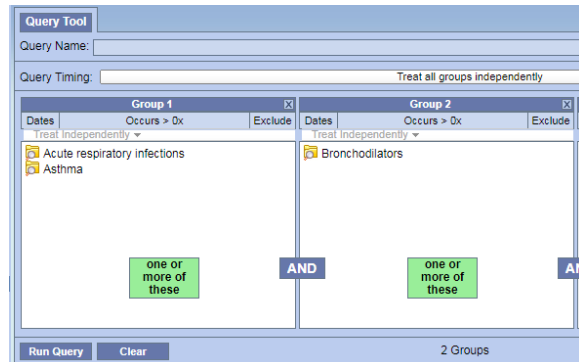 Query Tool
Query Name:
Query Timing: Treat all groups independently
Group 1 X
Dates Occurs > 0x Exclude
Treat Independently
Acute respiratory infections
Asthma
one or
more of
these
AND
Group 2 X
Dates Occurs > 0x Exclude
Treat Independently
Bronchodilators
one or
more of
these
Run Query Clear 2 Groups